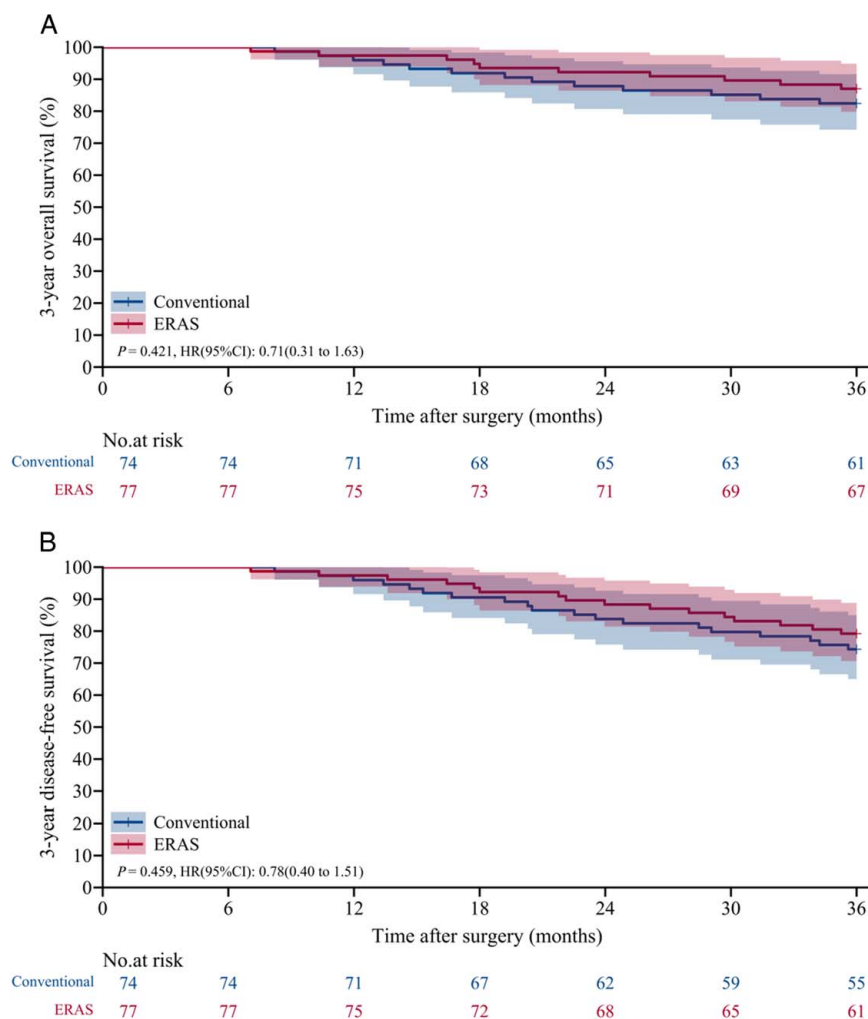 A
100
90
80
70
60
50
40
30
20
10
0
3-year overall survival (%)
Conventional
ERAS
P = 0.421, HR(95%CI): 0.71(0.31 to 1.63)
0 6 12 18 24 30 36
Time after surgery (months)
No.at risk
Conventional 74 74 71 68 65 63 61
ERAS 77 77 75 73 71 69 67
B
100
90
80
70
60
50
40
30
20
10
0
3-year disease-free survival (%)
Conventional
ERAS
P = 0.459, HR(95%CI): 0.78(0.40 to 1.51)
0 6 12 18 24 30 36
Time after surgery (months)
No.at risk
Conventional 74 74 71 67 62 59 55
ERAS 77 77 75 72 68 65 61